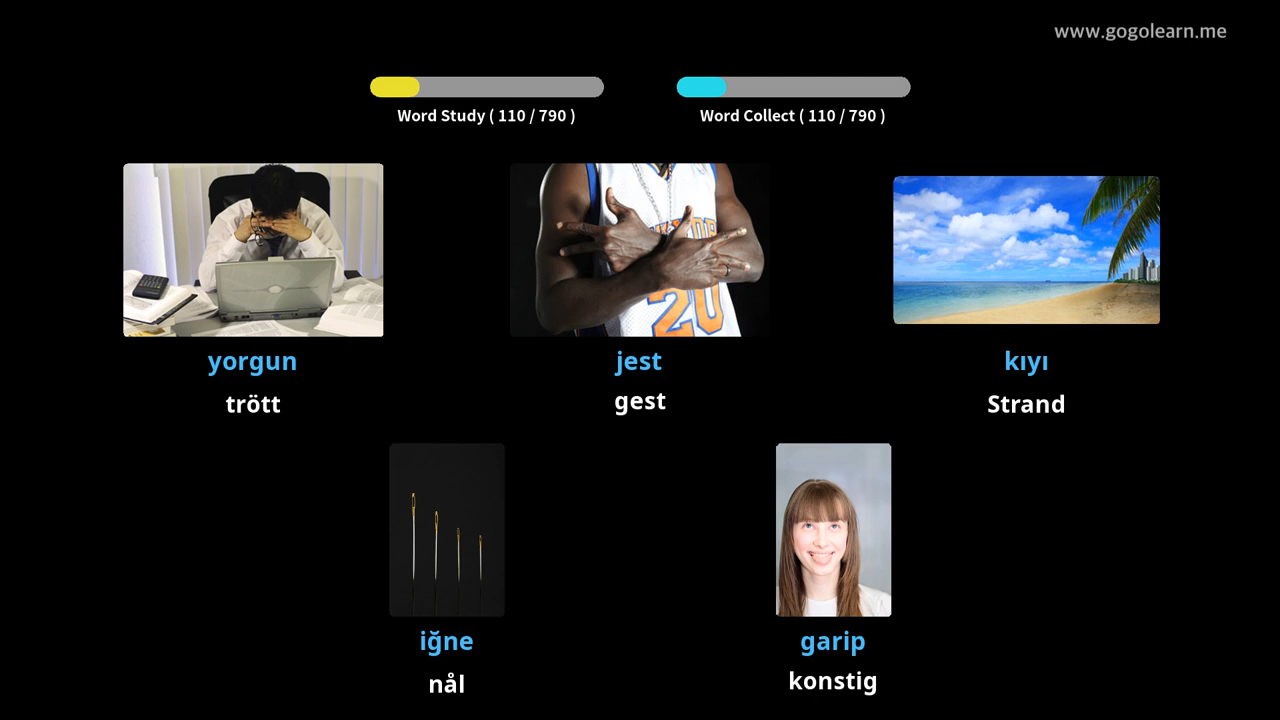 www.gogolearn.me
Word Study ( 110 / 790 )
Word Collect ( 110 / 790 )
yorgun
trött
jest
gest
kıyı
Strand
20
iğne
nål
garip
konstig